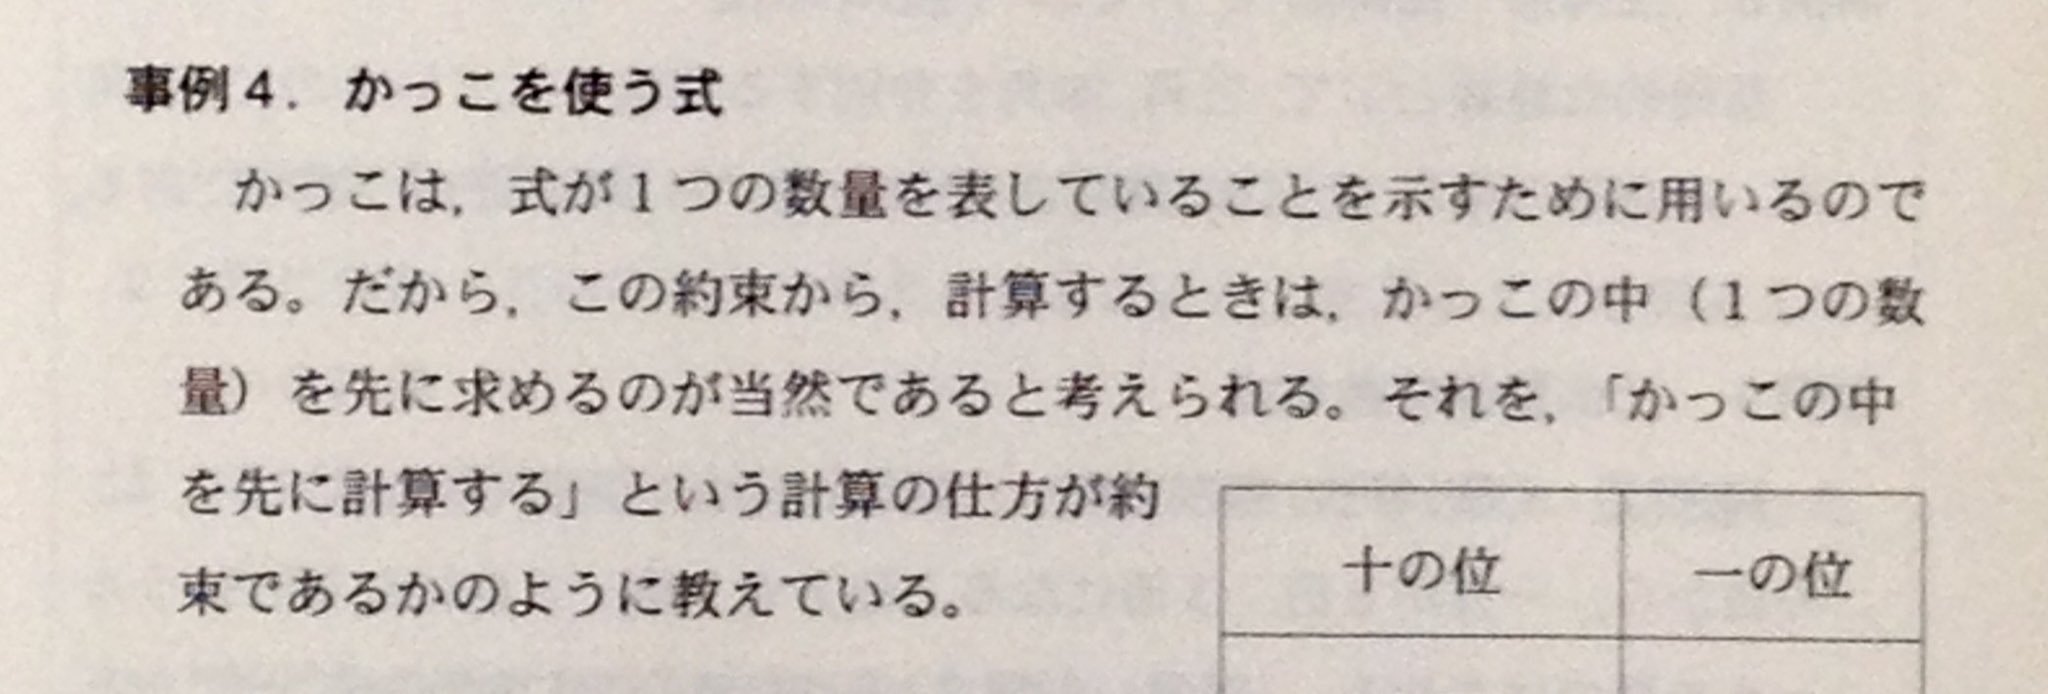 事例4．かっこを使う式
かっこは，式が1つの数量を表していることを示すために用いるので
ある。だから，この約束から，計算するときは，かっこの中（1つの数
量）を先に求めるのが当然であると考えられる。それを，「かっこの中
を先に計算する」という計算の仕方が約
束であるかのように教えている。
十の位 一の位